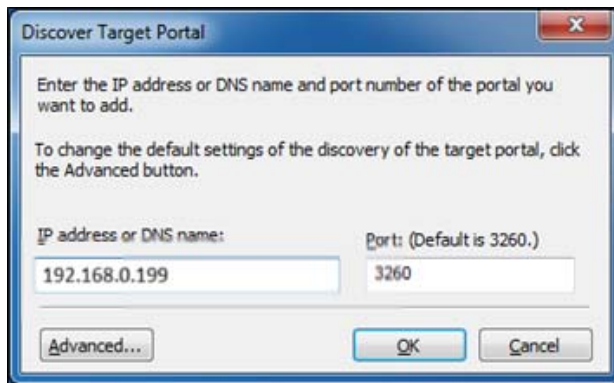 Discover Target Portal
Enter the IP address or DNS name and port number of the portal you
want to add.
To change the default settings of the discovery of the target portal, click
the Advanced button.
IP address or DNS name:
Port: (Default is 3260.)
192.168.0.199
3260
Advanced...
OK
Cancel